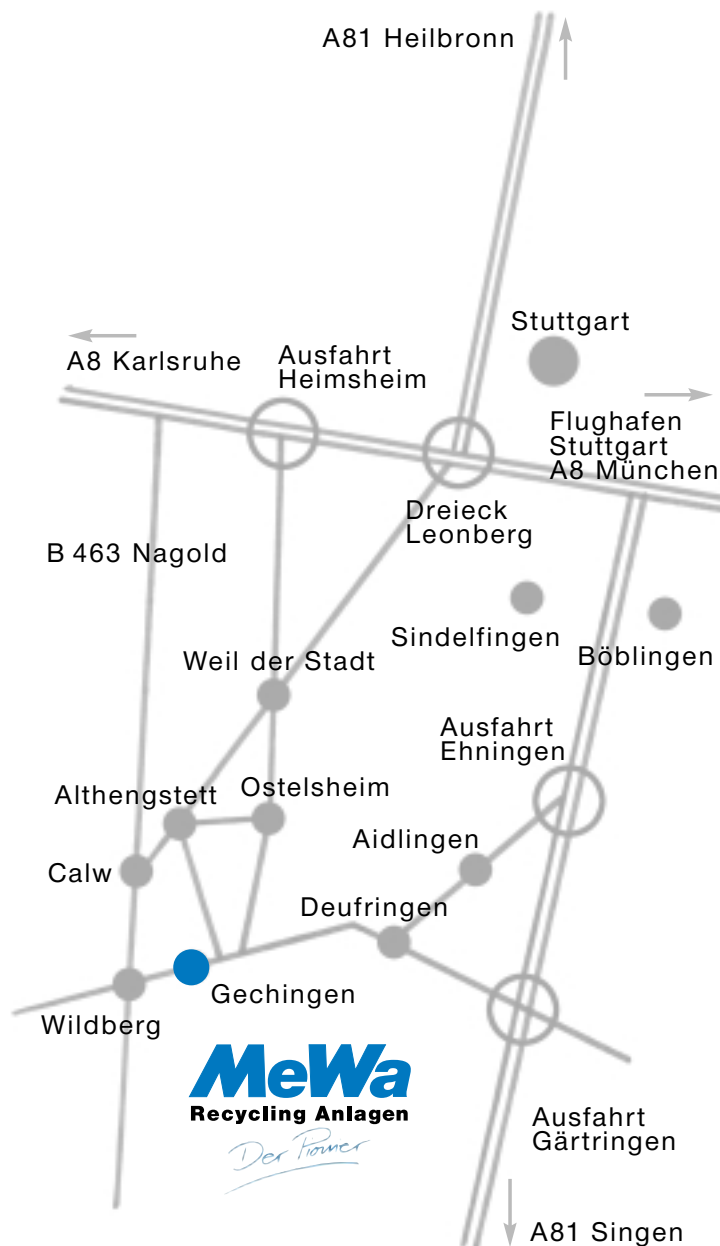 A81 Heilbronn
Stuttgart
A8 Karlsruhe
Ausfahrt
Heimsheim
Flughafen
Stuttgart
A8 München
Dreieck
Leonberg
B 463 Nagold
Sindelfingen
Böblingen
Weil der Stadt
Ausfahrt
Ehningen
Althengstett
Ostelsheim
Aidlingen
Calw
Deufringen
Gechingen
Wildberg
MeWa
Recycling Anlagen
Der Pionier
Ausfahrt
Gärtringen
A81 Singen